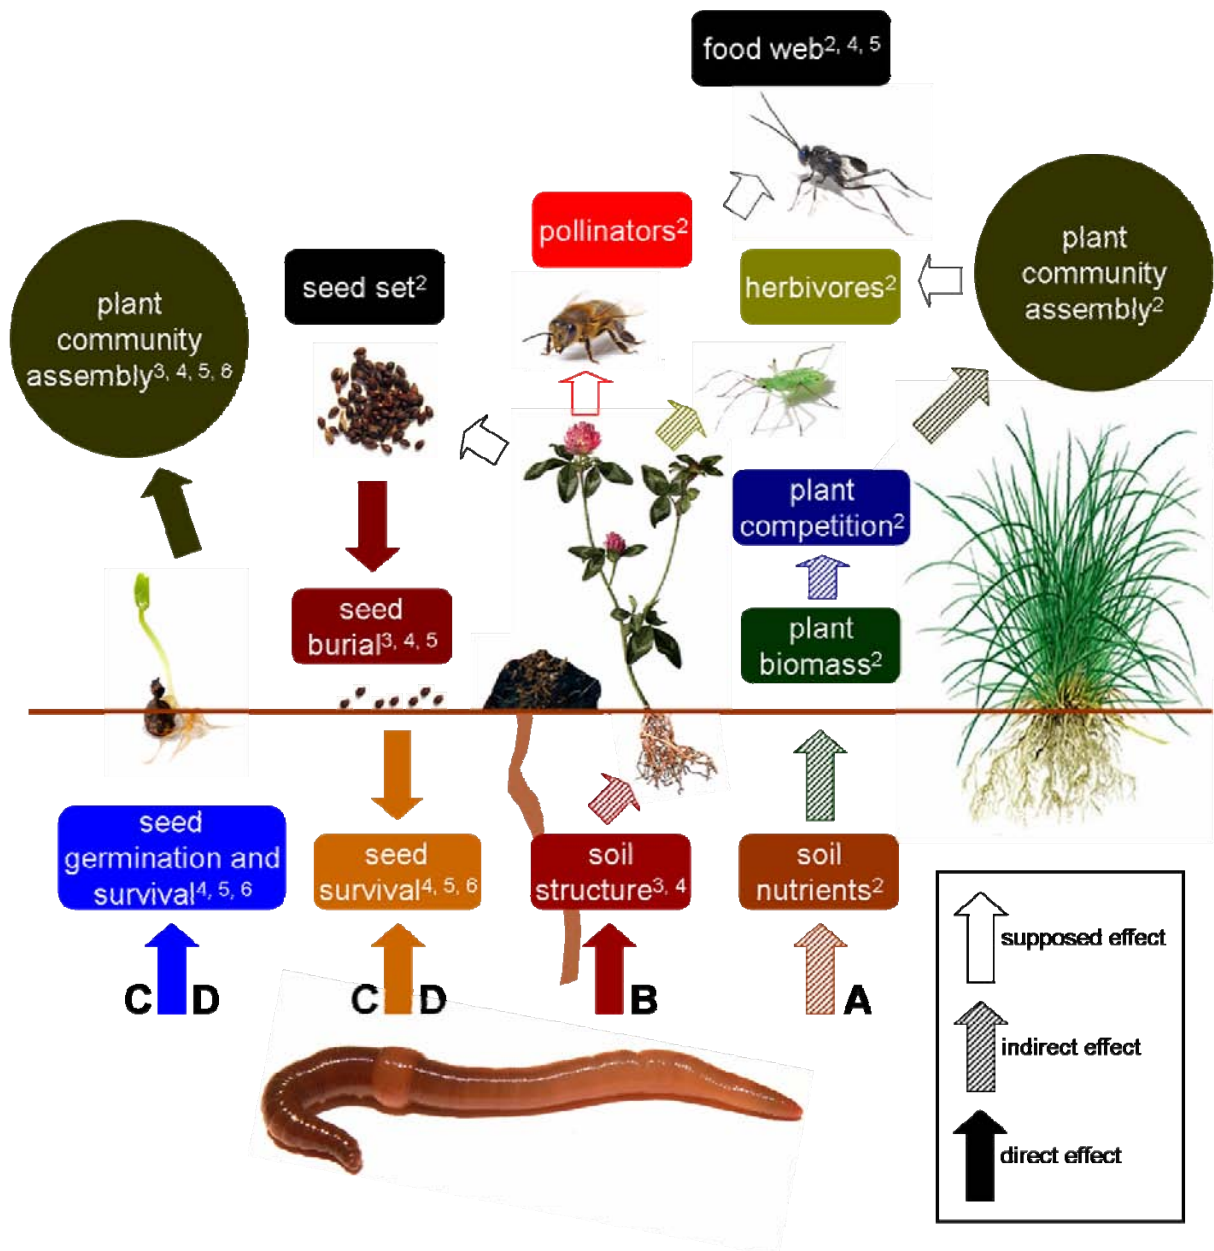 food web2, 4, 5
pollinators2
plant
community
assembly2
seed set2
herbivores2
plant
community
assembly3, 4, 5, 6
plant
competition2
seed
burial3, 4, 5
plant
biomass2
seed
germination and
survival4, 5, 6
seed
survival4, 5, 6
soil
structure3, 4
soil
nutrients2
C D
C D
B
A
supposed effect
indirect effect
direct effect